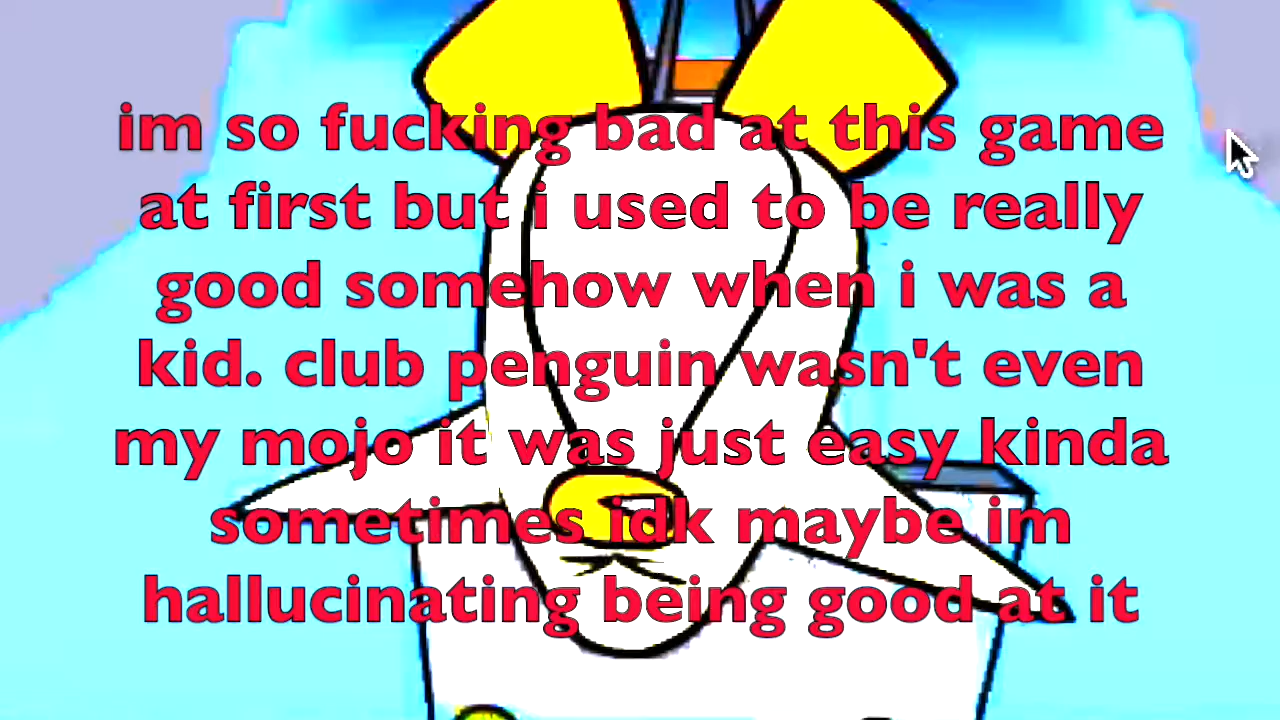 im so fucking bad at this game
at first but i used to be really
good somehow when i was a
kid. club penguin wasn't even
my mojo it was just easy kinda
sometimes idk maybe im
hallucinating being good at it